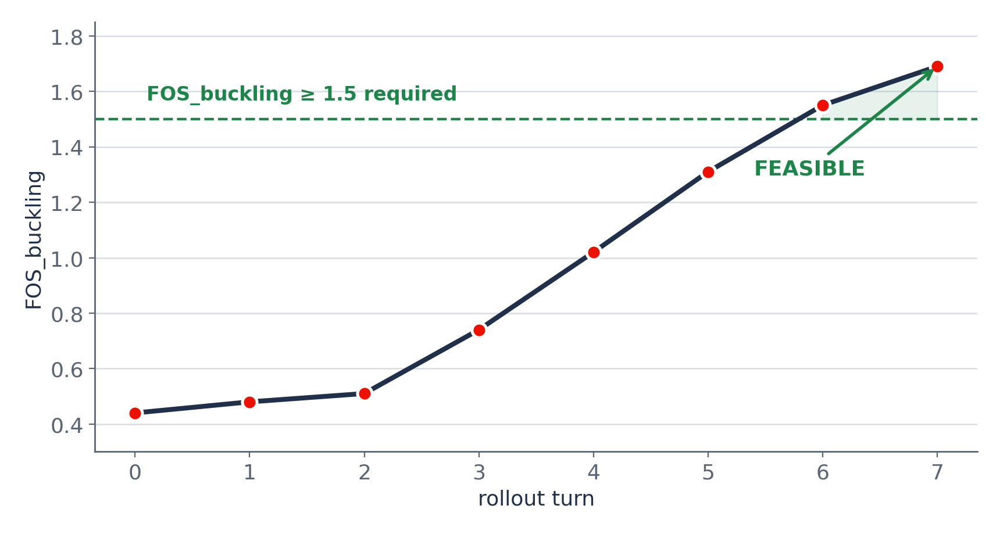 1.8
1.6
1.4
1.2
1.0
0.8
0.6
0.4
FOS_buckling
FOS_buckling ≥ 1.5 required
FEASIBLE
0 1 2 3 4 5 6 7
rollout turn